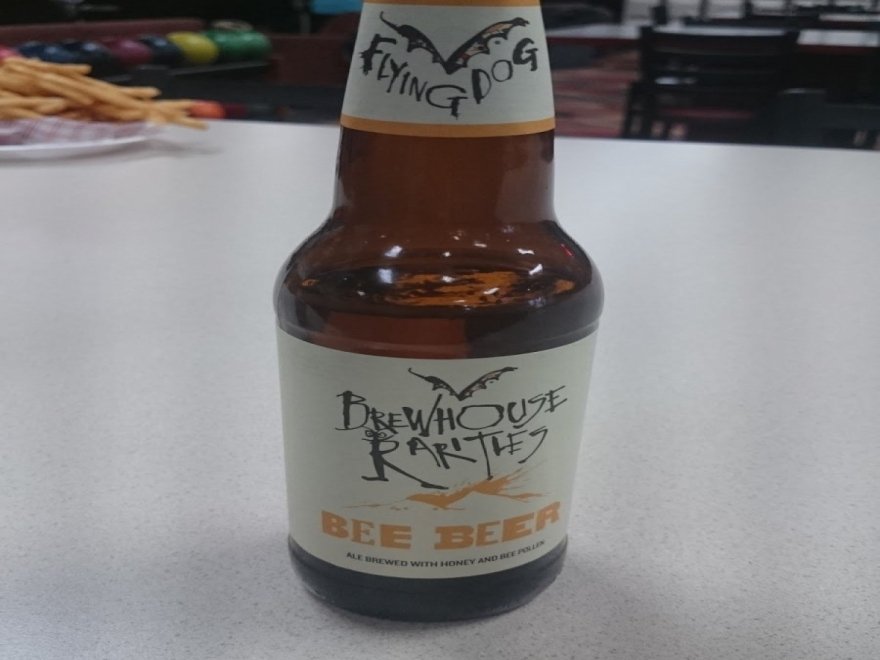 FLYING DOG
BREWHOUSE
RARITIES
BEE BEER
ALE BREWED WITH HONEY AND BEE POLLEN